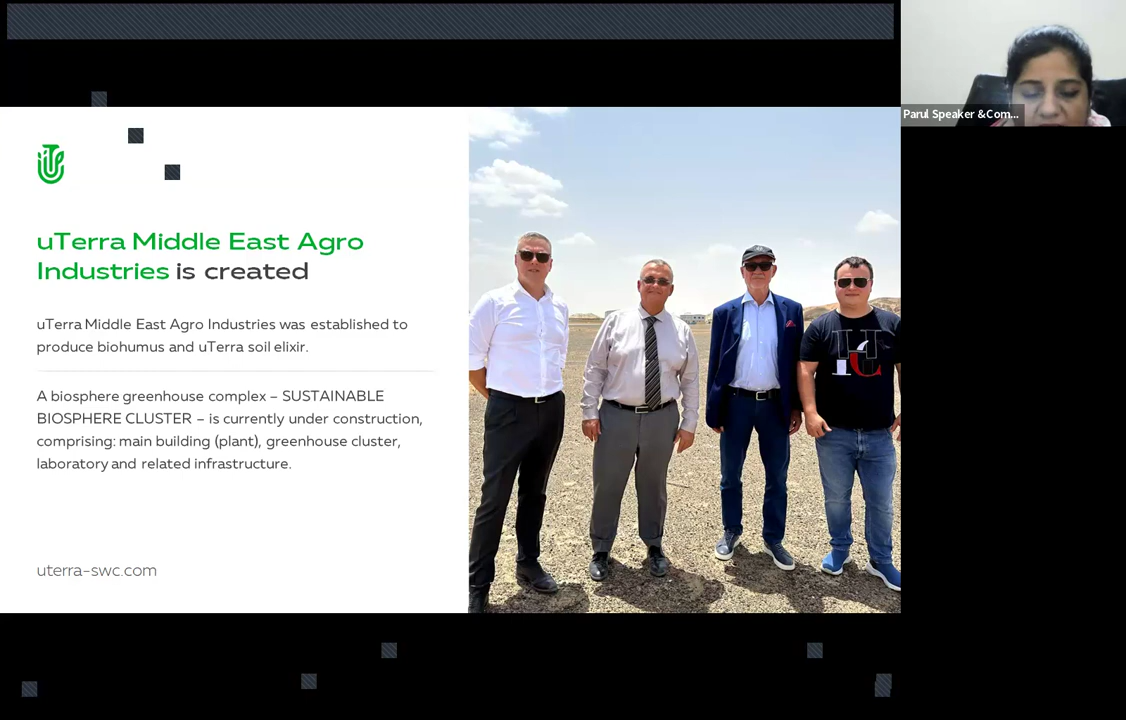 Parul Speaker &Com...
uTerra Middle East Agro
Industries is created
uTerra Middle East Agro Industries was established to
produce biohumus and uTerra soil elixir.
A biosphere greenhouse complex – SUSTAINABLE
BIOSPHERE CLUSTER – is currently under construction,
comprising: main building (plant), greenhouse cluster,
laboratory and related infrastructure.
uterra-swc.com